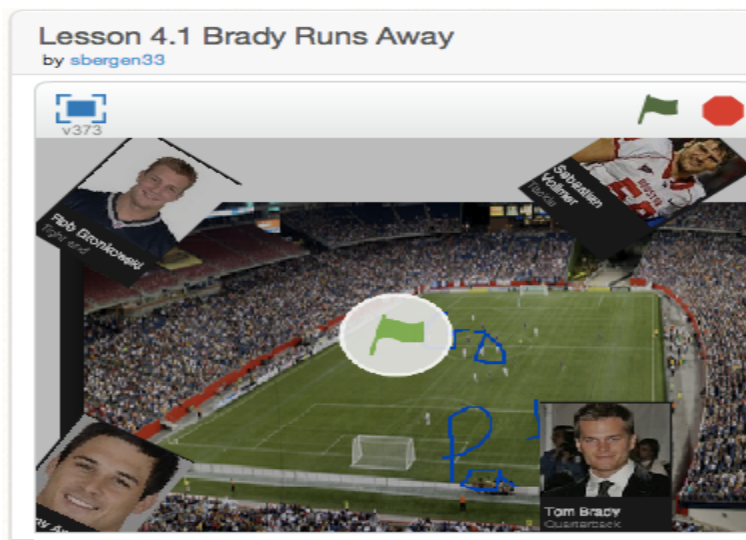 Lesson 4.1 Brady Runs Away
by sbergen33
v373
Rob Gronkowski
Tight end
Sebastian
Vollmer
Tackle
Tom Brady
Quarterback